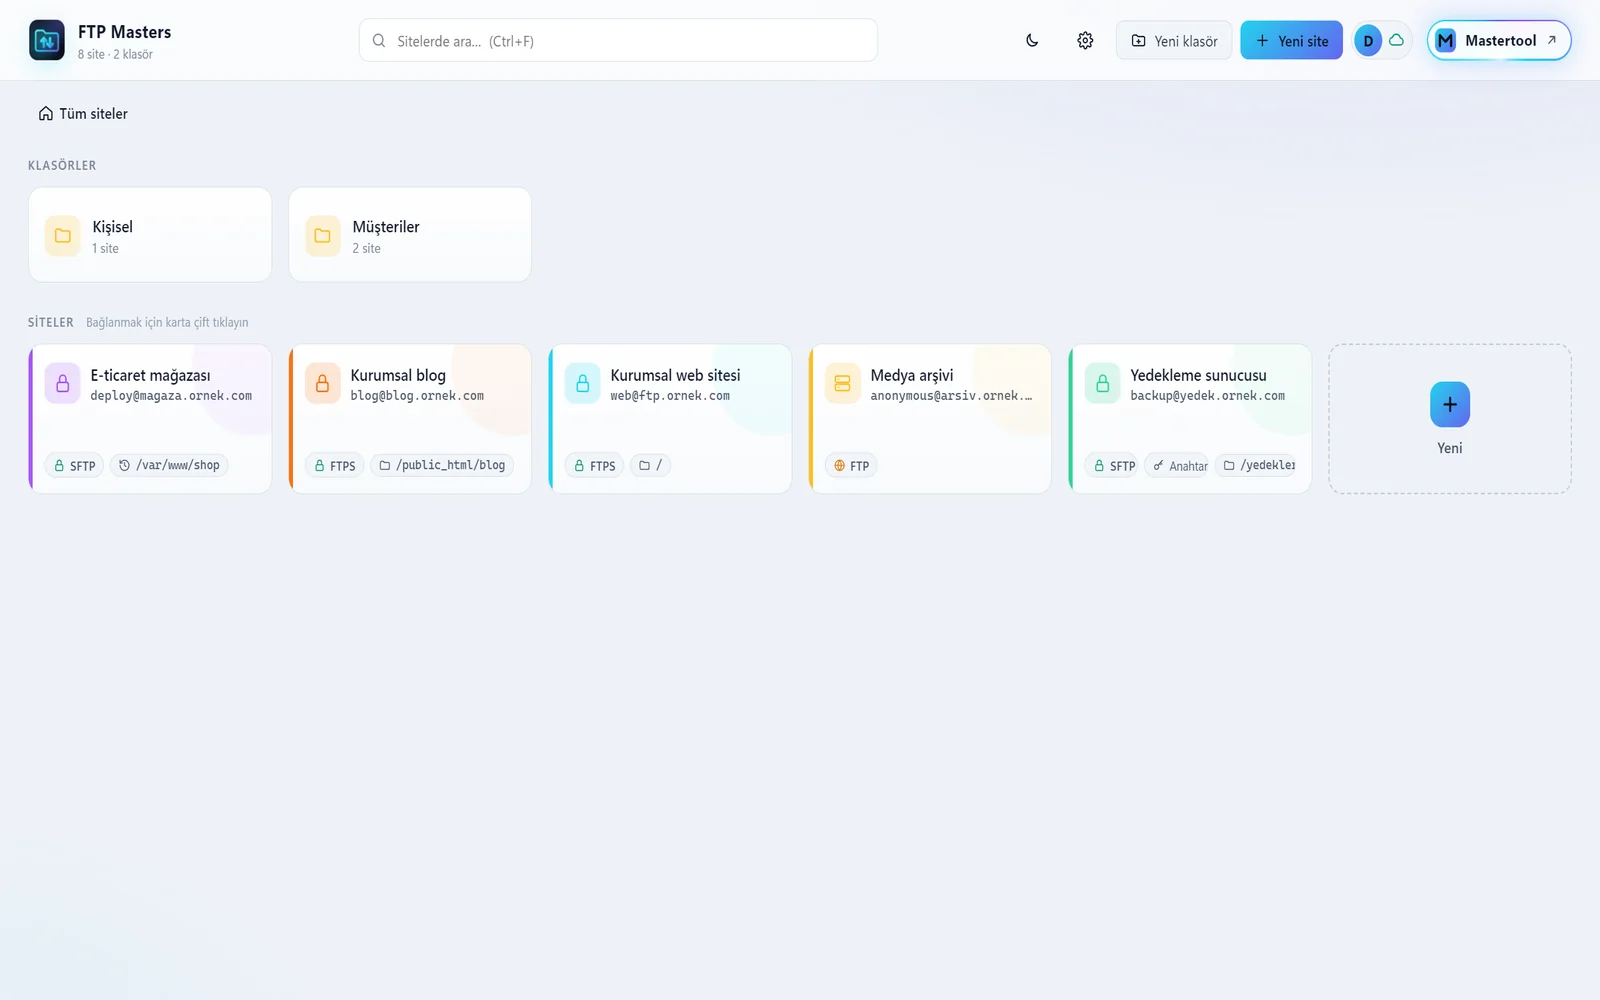 FTP Masters
8 site · 2 klasör
Sitelerde ara... (Ctrl+F)
Yeni klasör
Yeni site
D
M Mastertool
Tüm siteler
KLASÖRLER
Kişisel
1 site
Müşteriler
2 site
SİTELER Bağlanmak için karta çift tıklayın
E-ticaret mağazası
deploy@magaza.ornek.com
SFTP /var/www/shop
Kurumsal blog
blog@blog.ornek.com
FTPS /public_html/blog
Kurumsal web sitesi
web@ftp.ornek.com
FTPS /
Medya arşivi
anonymous@arsiv.ornek.…
FTP
Yedekleme sunucusu
backup@yedek.ornek.com
SFTP Anahtar /yedekler
Yeni